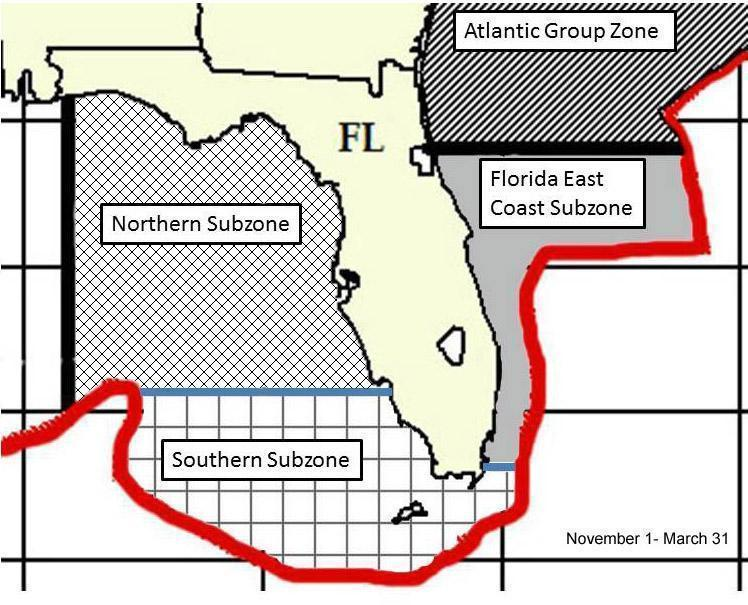 Atlantic Group Zone
FL
Florida East
Coast Subzone
Northern Subzone
Southern Subzone
November 1- March 31